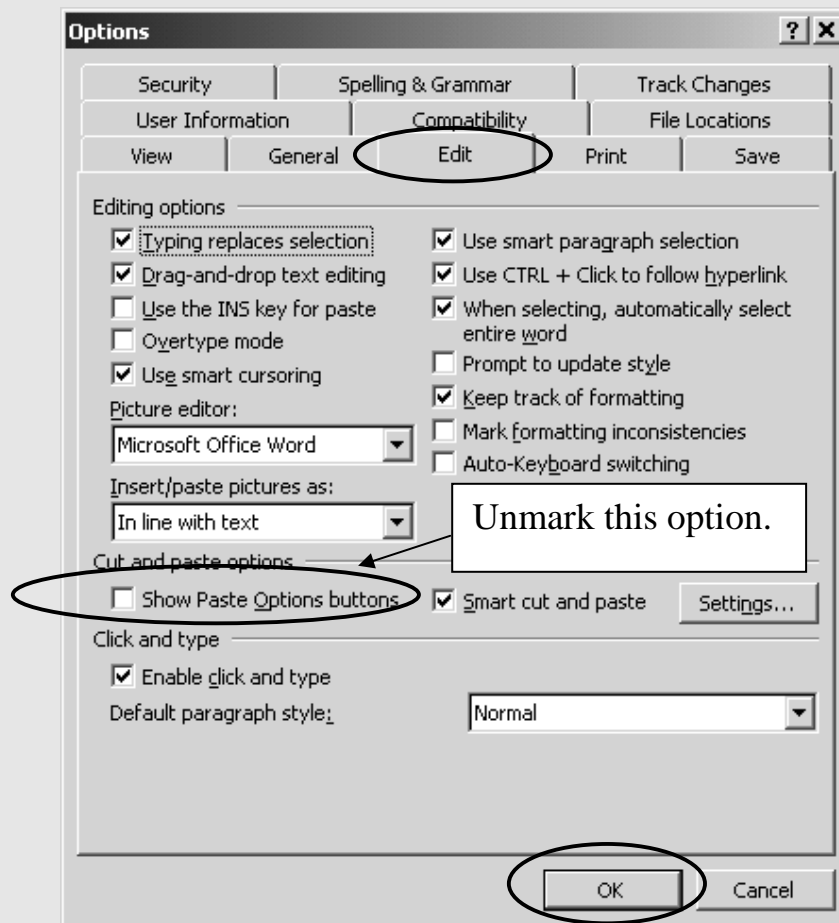 Options
Security Spelling & Grammar Track Changes
User Information Compatibility File Locations
View General Edit Print Save
Editing options
Typing replaces selection
Drag-and-drop text editing
Use the INS key for paste
Overtype mode
Use smart cursoring
Picture editor:
Microsoft Office Word
Insert/paste pictures as:
In line with text
Use smart paragraph selection
Use CTRL + Click to follow hyperlink
When selecting, automatically select
entire word
Prompt to update style
Keep track of formatting
Mark formatting inconsistencies
Auto-Keyboard switching
Unmark this option.
Cut and paste options
Show Paste Options buttons Smart cut and paste Settings...
Click and type
Enable click and type
Default paragraph style: Normal
OK Cancel